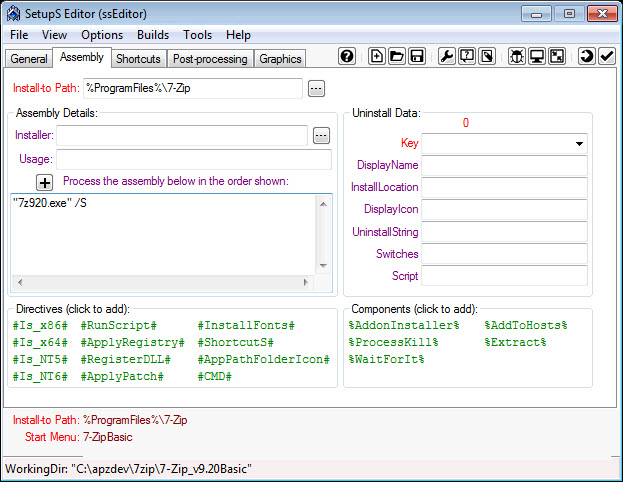 SetupS Editor (ssEditor)
File View Options Builds Tools Help
General Assembly Shortcuts Post-processing Graphics
Install-to Path: %ProgramFiles%\7-Zip ...
Assembly Details:
Installer: ...
Usage:
Process the assembly below in the order shown:
"7z920.exe" /S
Uninstall Data:
0
Key
DisplayName
InstallLocation
DisplayIcon
UninstallString
Switches
Script
Directives (click to add):
#Is_x86# #RunScript# #InstallFonts#
#Is_x64# #ApplyRegistry# #ShortcutS#
#Is_NT5# #RegisterDLL# #AppPathFolderIcon#
#Is_NT6# #ApplyPatch# #CMD#
Components (click to add):
%AddonInstaller% %AddToHosts%
%ProcessKill% %Extract%
%WaitForIt%
Install-to Path: %ProgramFiles%\7-Zip
Start Menu: 7-ZipBasic
WorkingDir: "C:\apzdev\7zip\7-Zip_v9.20Basic"